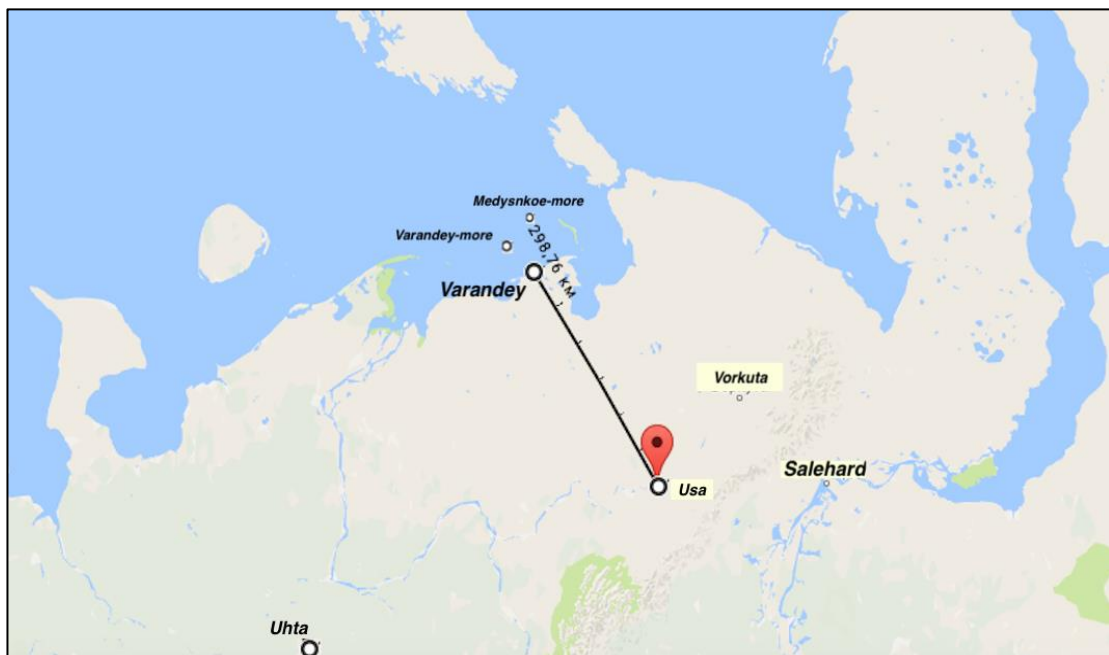 Medysnkoe-more
Varandey-more
298,76 км
Varandey
Vorkuta
Salehard
Usa
Uhta